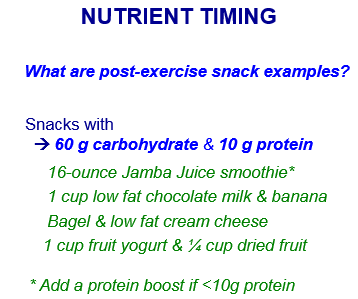 NUTRIENT TIMING
What are post-exercise snack examples?
Snacks with
→ 60 g carbohydrate & 10 g protein
16-ounce Jamba Juice smoothie*
1 cup low fat chocolate milk & banana
Bagel & low fat cream cheese
1 cup fruit yogurt & ¼ cup dried fruit
* Add a protein boost if <10g protein